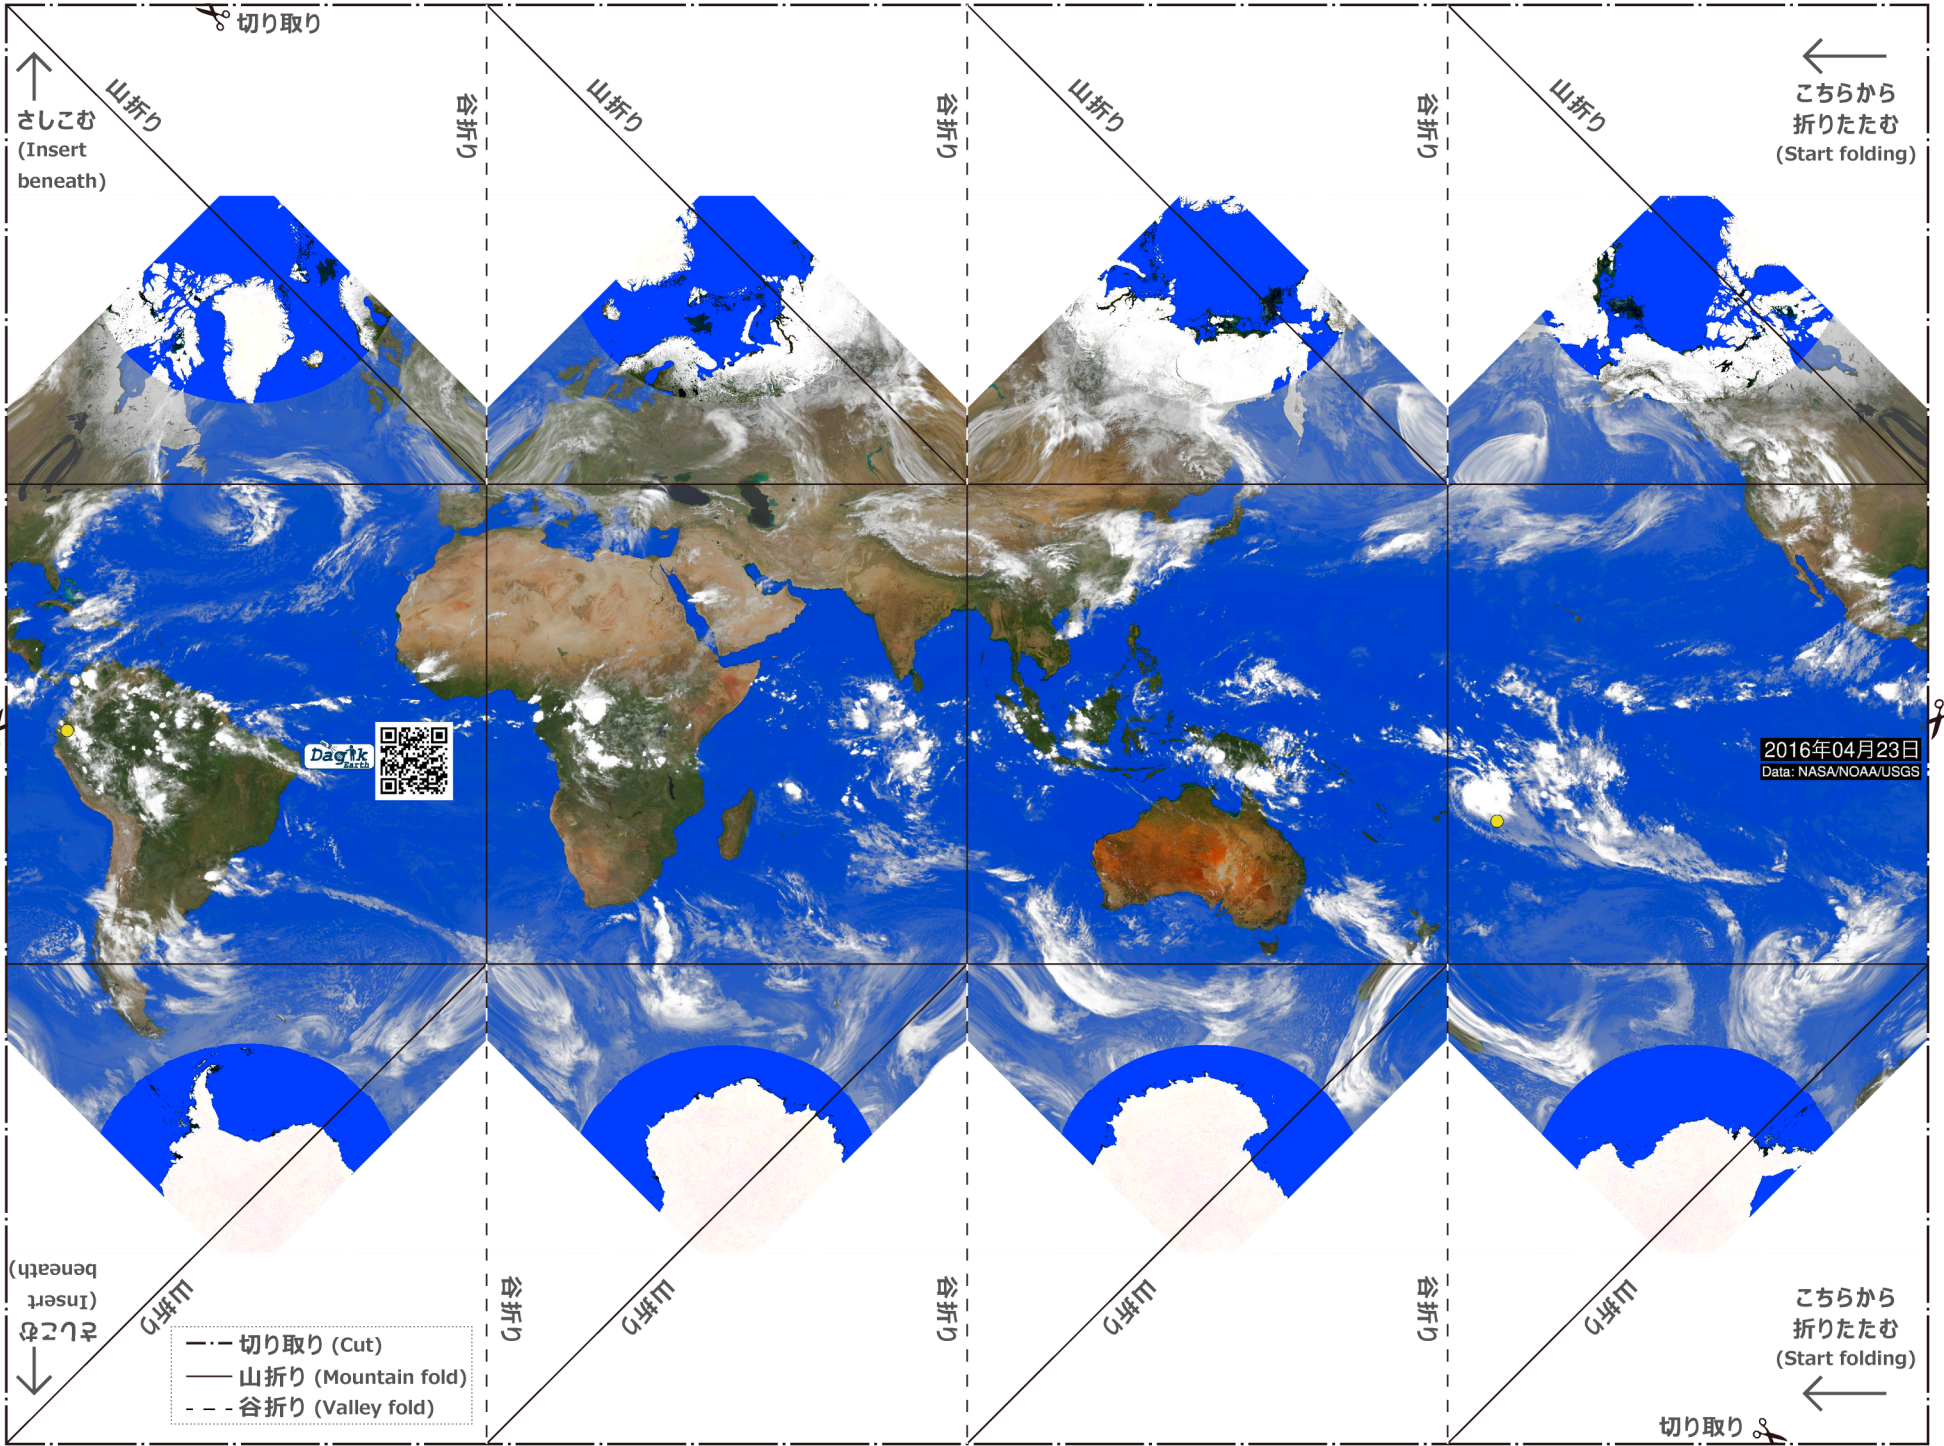 切り取り
さしこむ
(Insert
beneath)
山折り
谷折り
山折り
谷折り
山折り
谷折り
山折り
こちらから
折りたたむ
(Start folding)
Dagik
Earth
2016年04月23日
Data: NASA/NOAA/USGS
さしこむ
(Insert
beneath)
山折り
谷折り
山折り
谷折り
山折り
谷折り
山折り
こちらから
折りたたむ
(Start folding)
切り取り (Cut)
山折り (Mountain fold)
谷折り (Valley fold)
切り取り